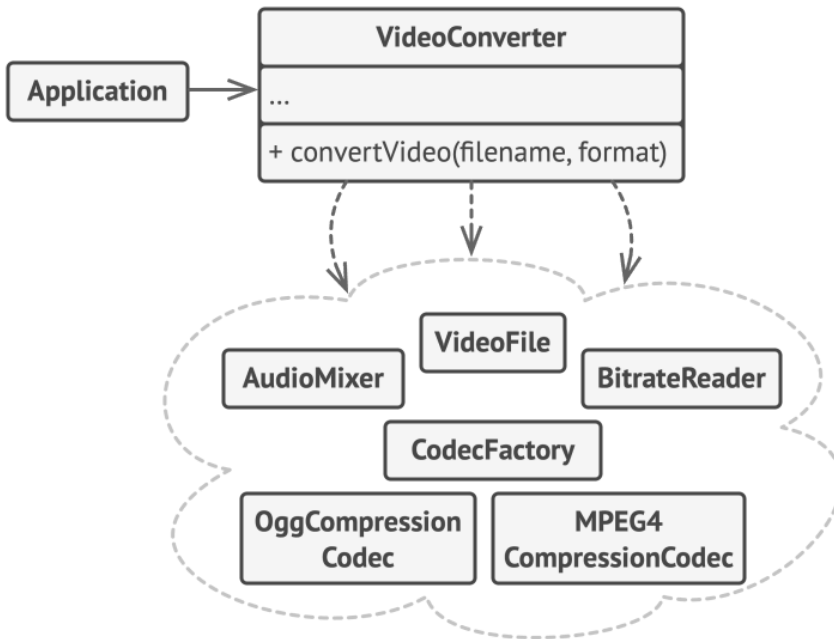 VideoConverter
Application
...
+ convertVideo(filename, format)
VideoFile
AudioMixer
BitrateReader
CodecFactory
OggCompression
Codec
MPEG4
CompressionCodec